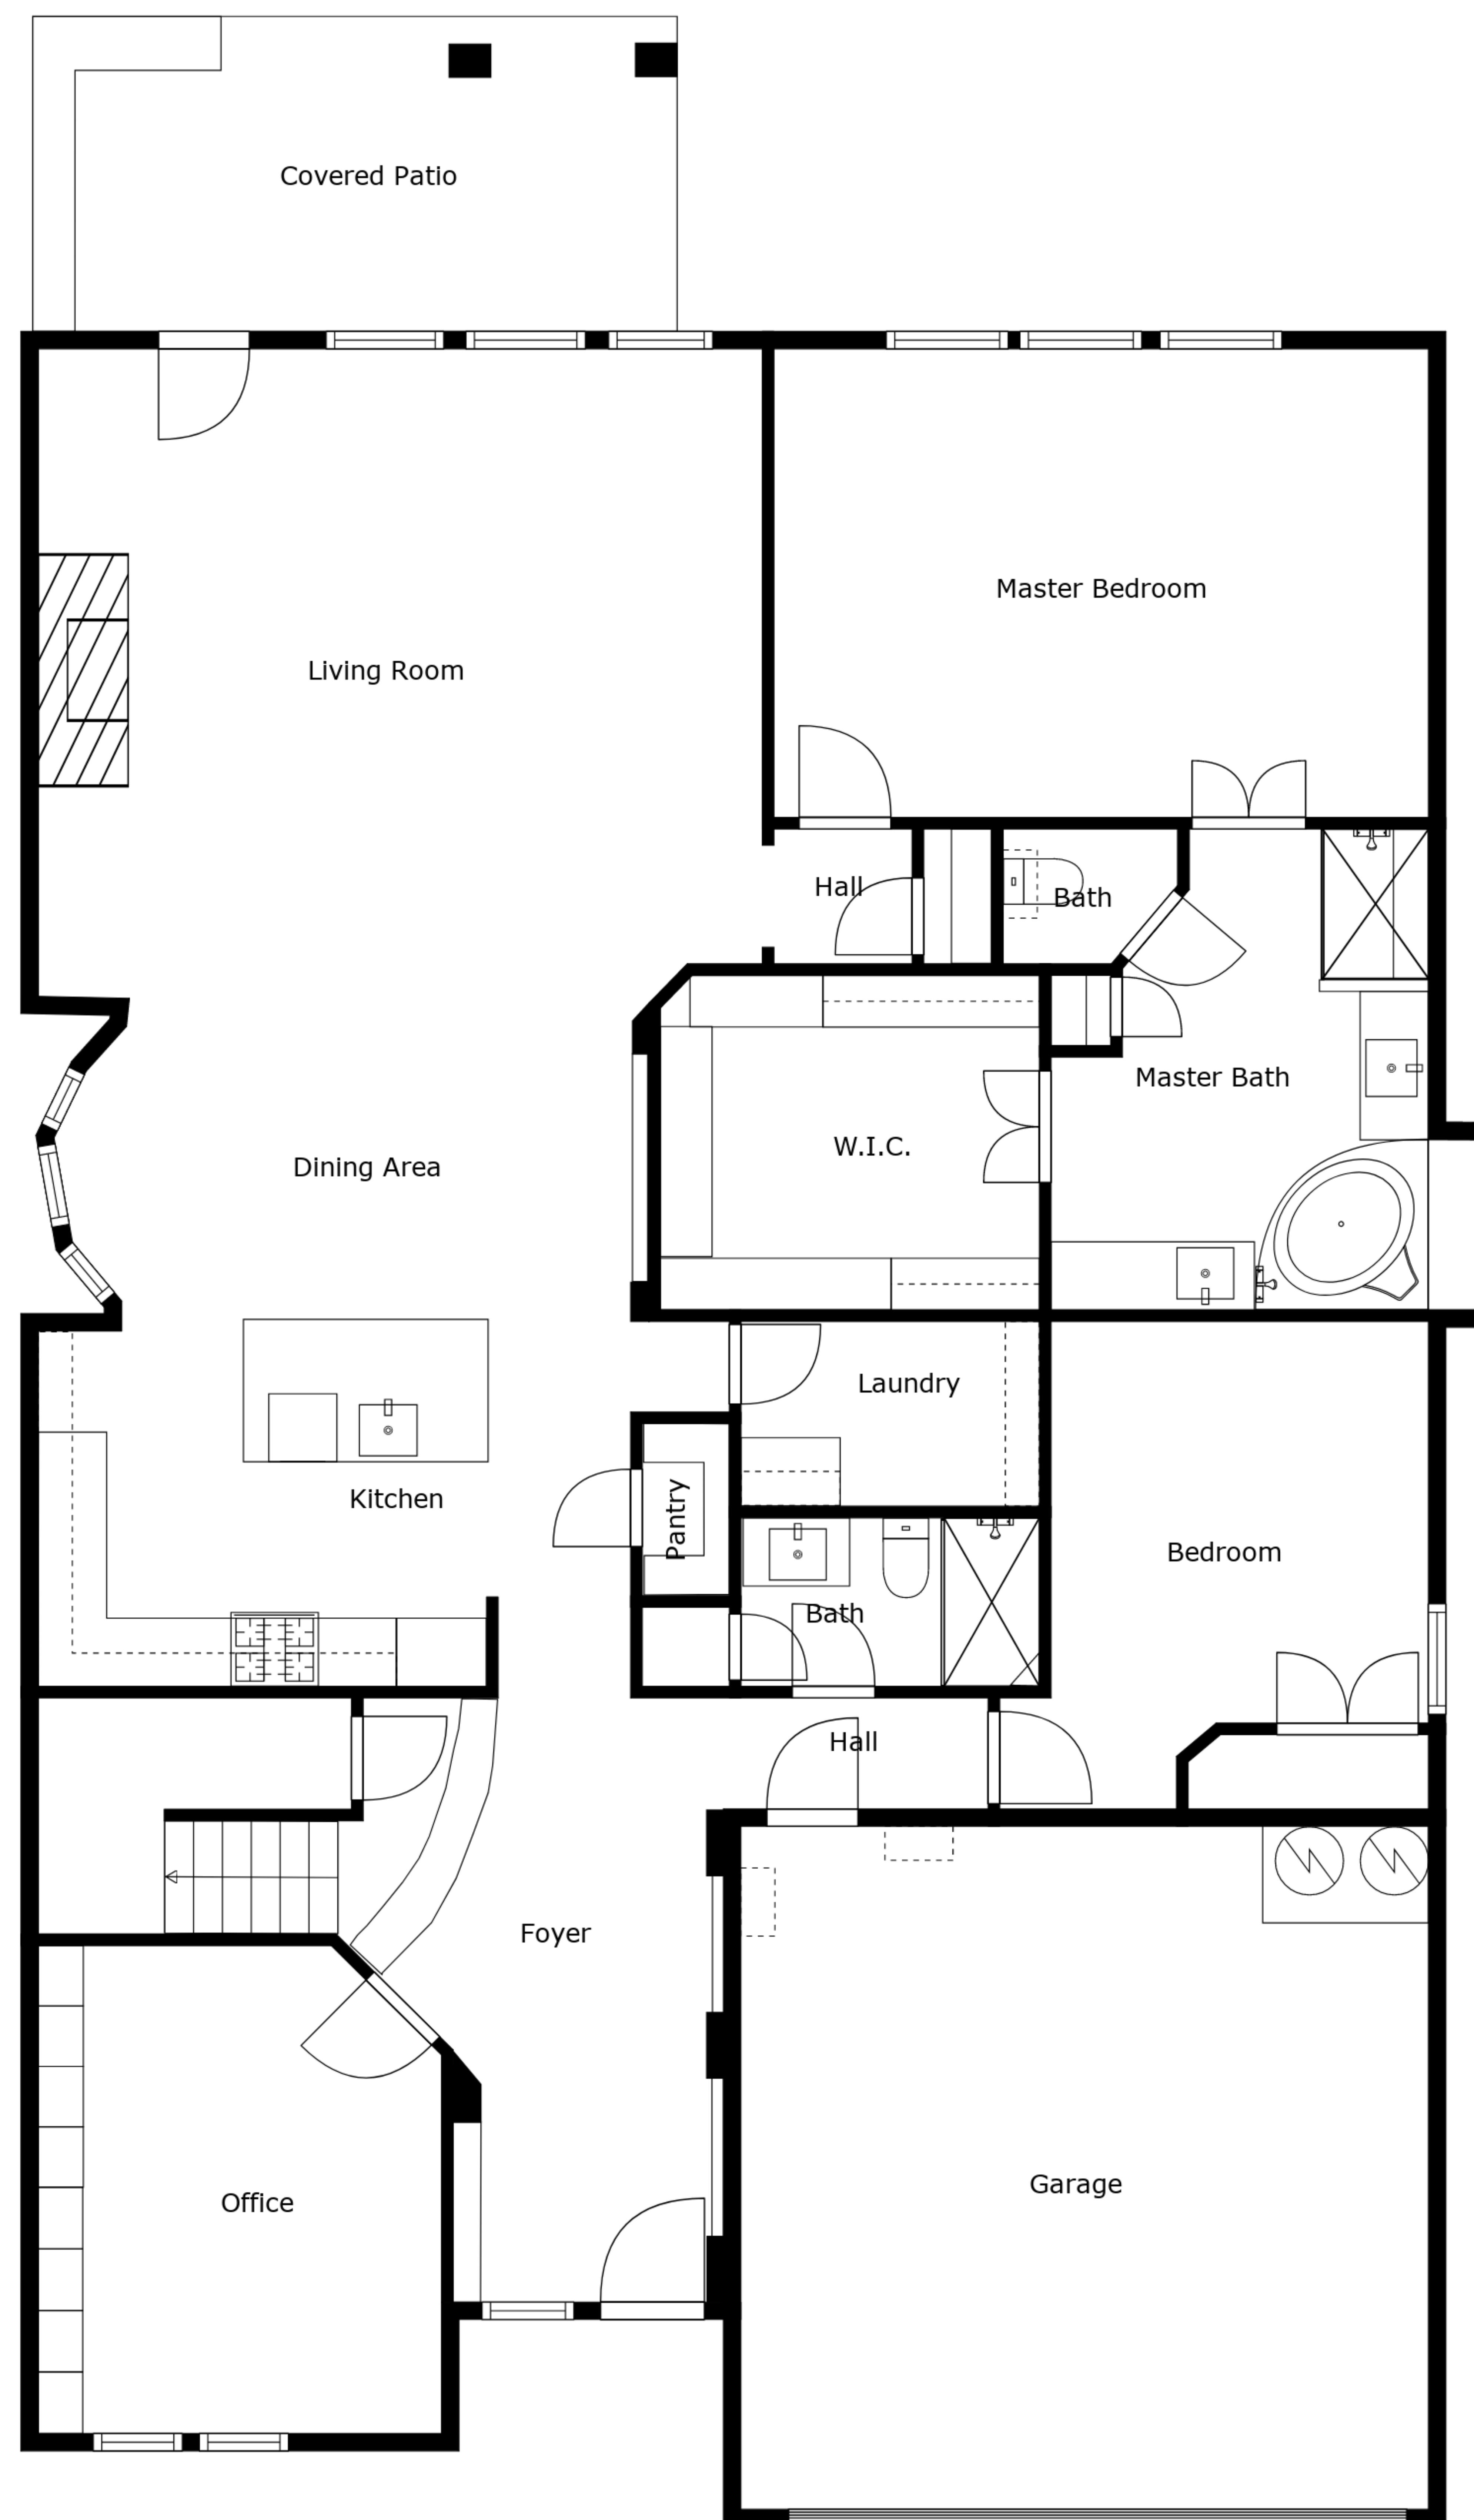 Covered Patio
Master Bedroom
Living Room
Hall
Bath
Master Bath
W.I.C.
Dining Area
Laundry
Kitchen
Pantry
Bedroom
Bath
Hall
Foyer
Garage
Office